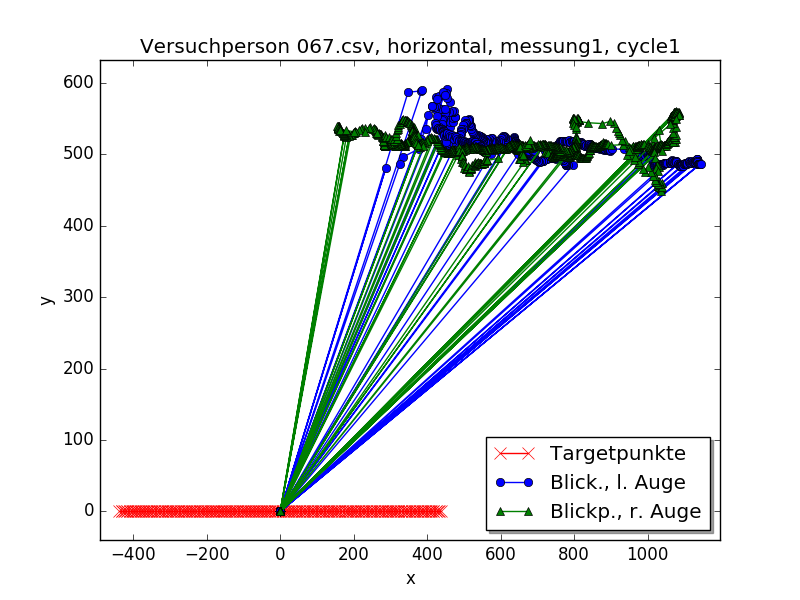 Versuchperson 067.csv, horizontal, messung1, cycle1
600
500
400
300
200
100
0
y
−400 −200 0 200 400 600 800 1000
x
Targetpunkte
Blick., l. Auge
Blickp., r. Auge